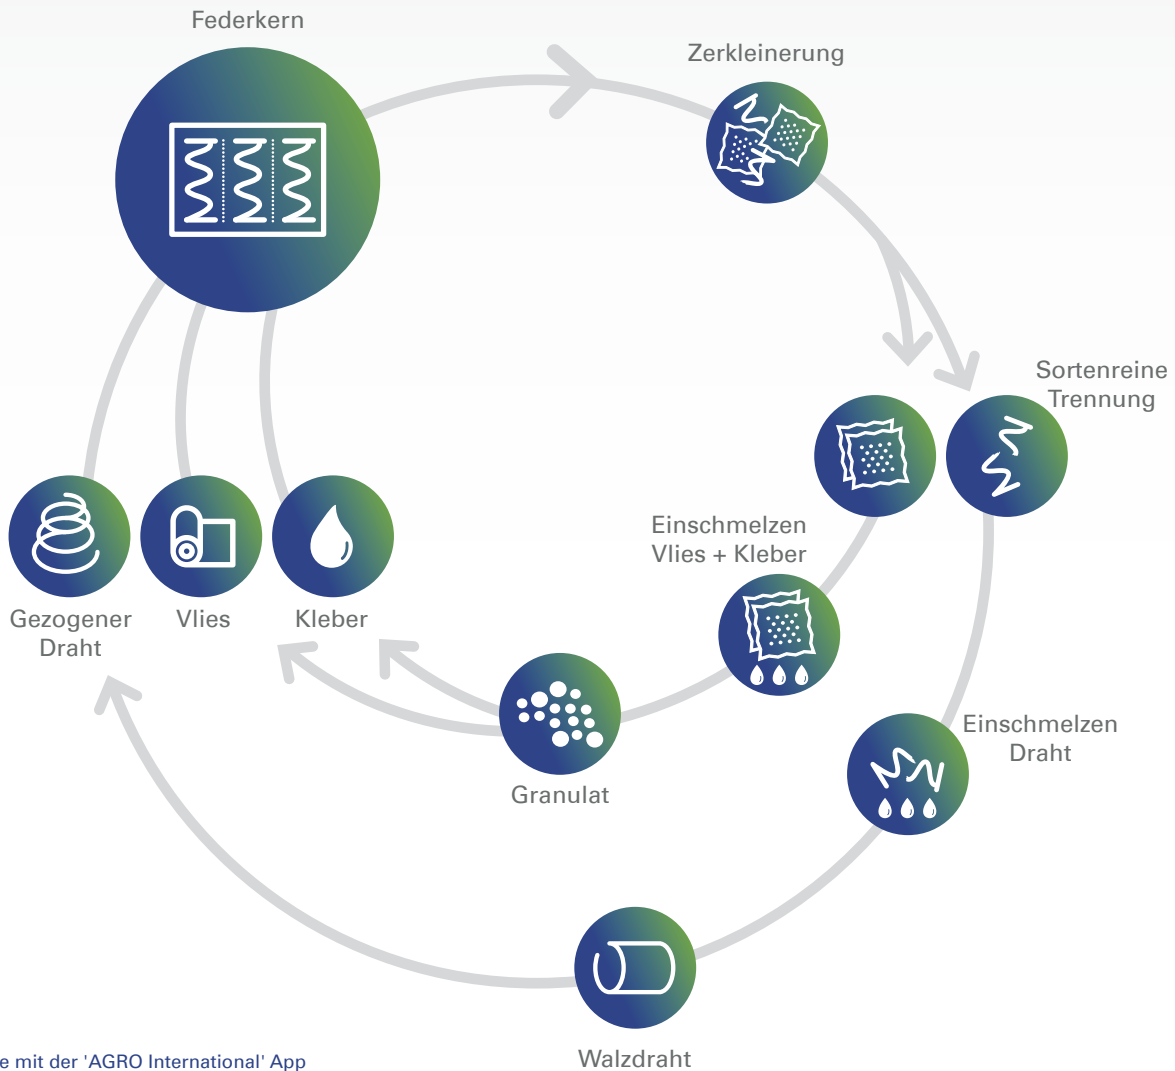 Federkern
Zerkleinerung
Sortenreine
Trennung
Einschmelzen
Vlies + Kleber
Gezogener
Draht
Vlies
Kleber
Einschmelzen
Draht
Granulat
Walzdraht
e mit der 'AGRO International' App